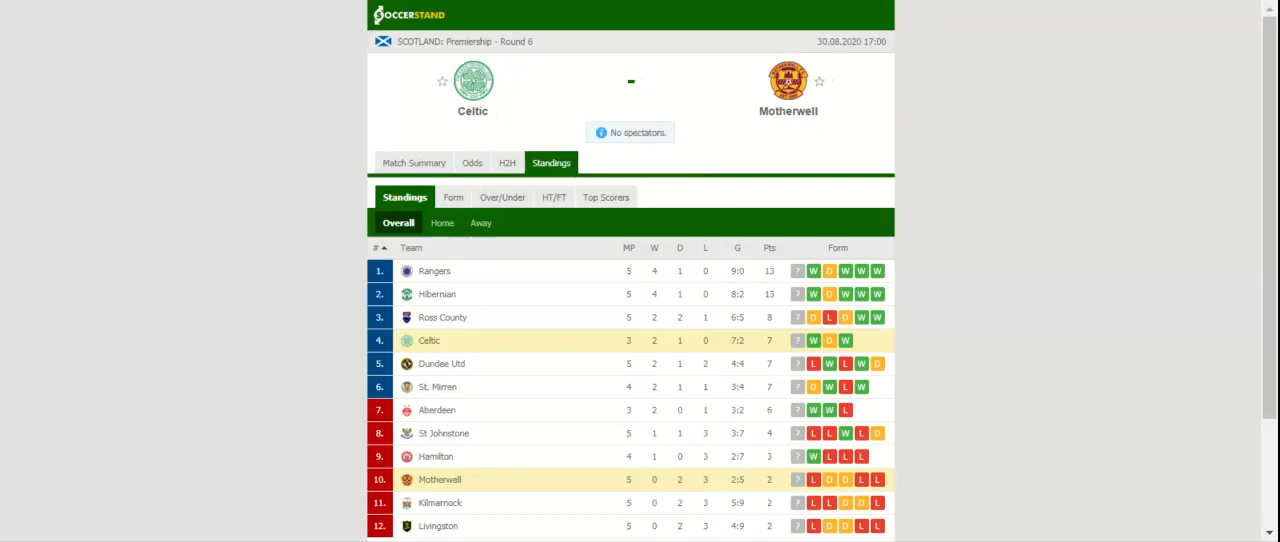 SOCCERSTAND
SCOTLAND: Premiership - Round 6 30.08.2020 17:00
-
Celtic Motherwell
No spectators.
Match Summary Odds H2H Standings
Standings Form Over/Under HT/FT Top Scorers
Overall Home Away
# Team MP W D L G Pts Form
1. Rangers 5 4 1 0 9:0 13 ? W D W W W
2. Hibernian 5 4 1 0 8:2 13 ? W D W W W
3. Ross County 5 2 2 1 6:5 8 ? D L D W W
4. Celtic 3 2 1 0 7:2 7 ? W D W
5. Dundee Utd 5 2 1 2 4:4 7 ? L W L W D
6. St. Mirren 4 2 1 1 3:4 7 ? D W L W
7. Aberdeen 3 2 0 1 3:2 6 ? W W L
8. St Johnstone 5 1 1 3 3:7 4 ? L L W L D
9. Hamilton 4 1 0 3 2:7 3 ? W L L L
10. Motherwell 5 0 2 3 2:5 2 ? L D D L L
11. Kilmarnock 5 0 2 3 5:9 2 ? L L D D L
12. Livingston 5 0 2 3 4:9 2 ? L D D L L